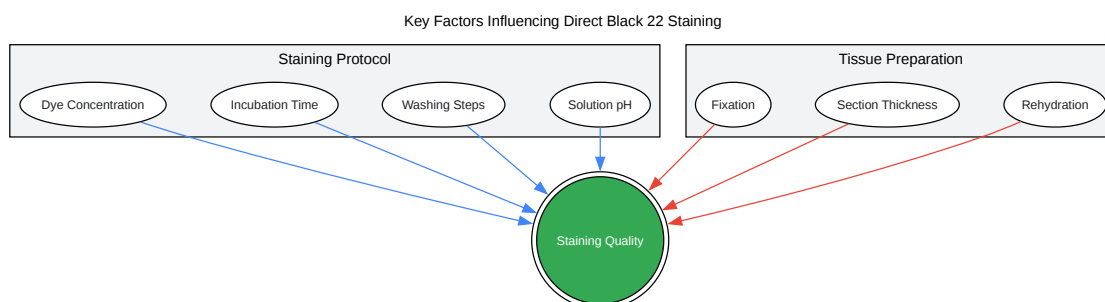 Key Factors Influencing Direct Black 22 Staining
Staining Protocol
Tissue Preparation
Dye Concentration
Incubation Time
Washing Steps
Solution pH
Fixation
Section Thickness
Rehydration
Staining Quality